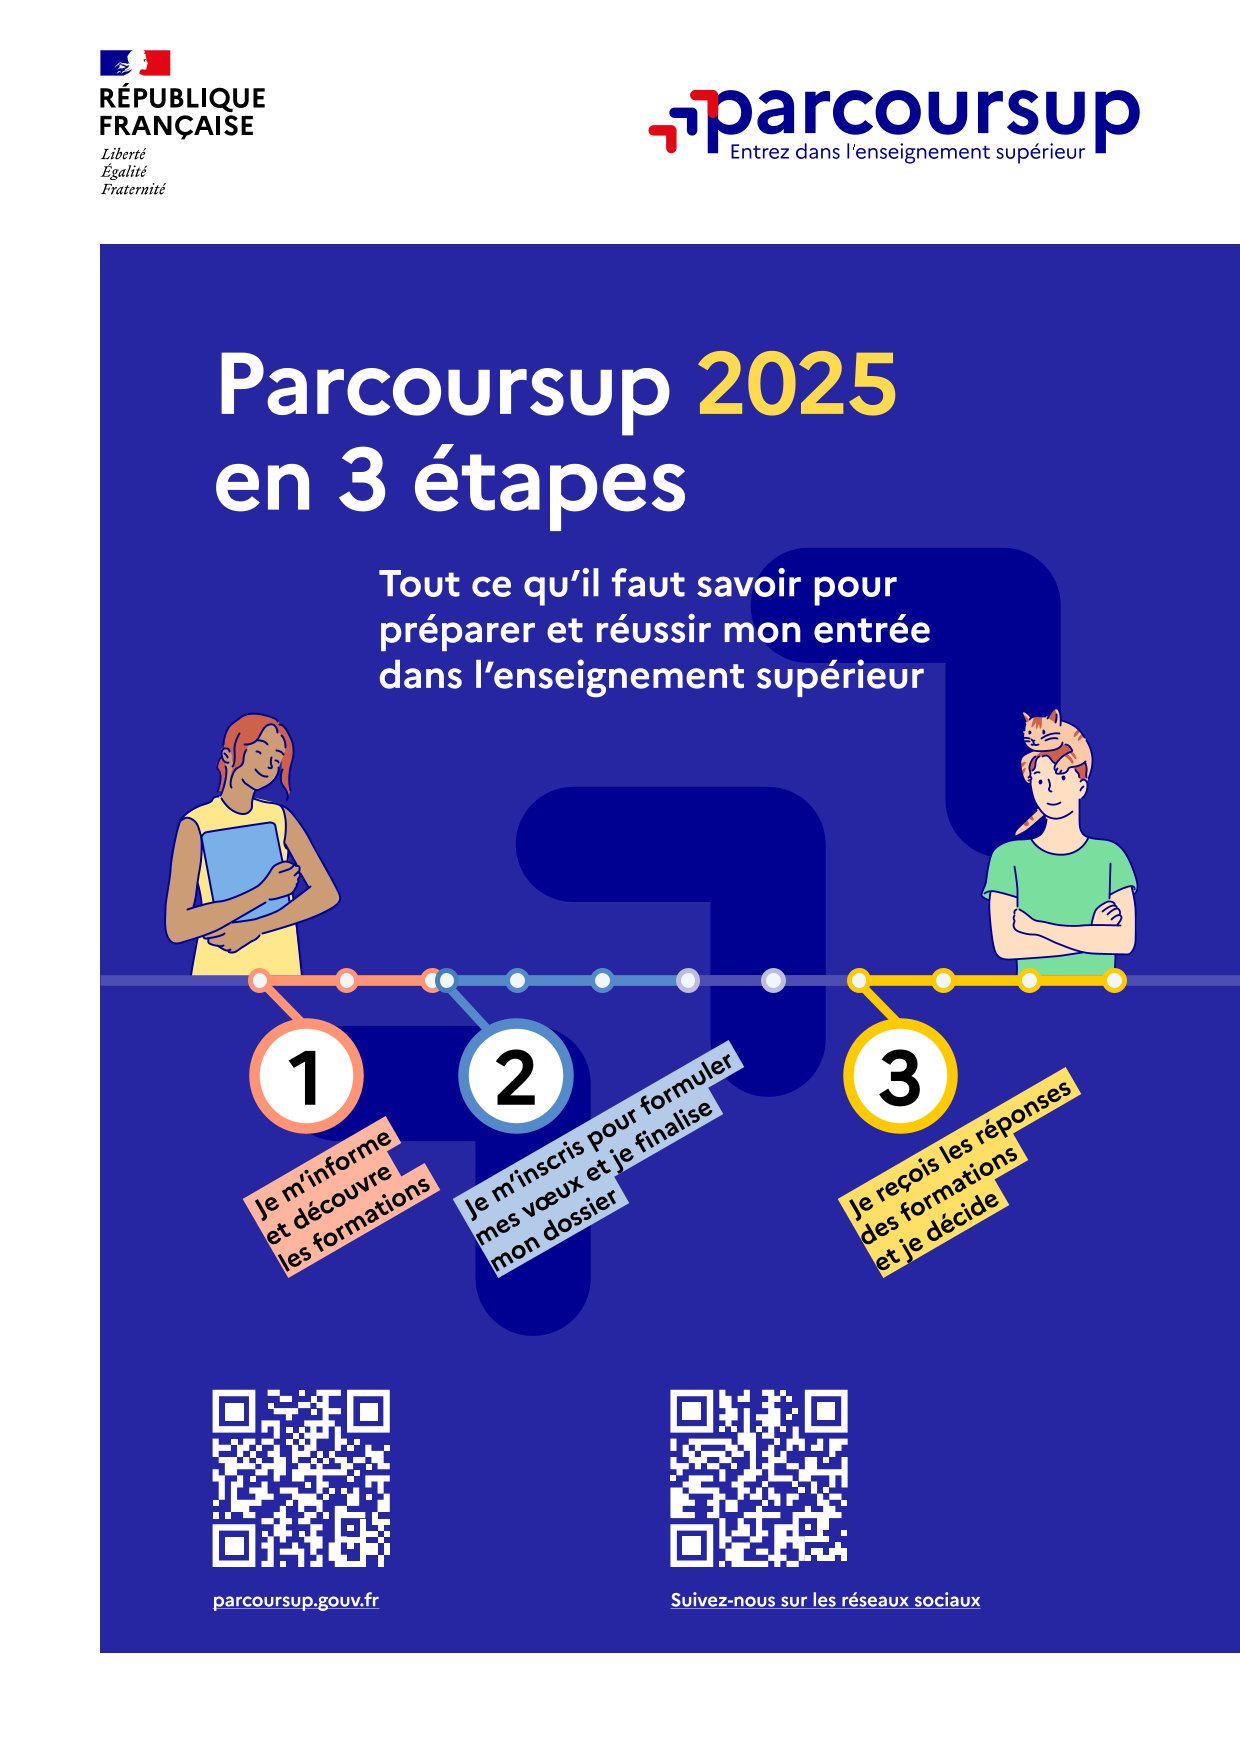 RÉPUBLIQUE
FRANÇAISE
Liberté
Égalité
Fraternité
parcoursup
Entrez dans l'enseignement supérieur
Parcoursup 2025
en 3 étapes
Tout ce qu’il faut savoir pour
préparer et réussir mon entrée
dans l’enseignement supérieur
1
Je m’informe
et découvre
les formations
2
Je m’inscris pour formuler
mes vœux et je finalise
mon dossier
3
Je reçois les réponses
des formations
et je décide
parcoursup.gouv.fr
Suivez-nous sur les réseaux sociaux